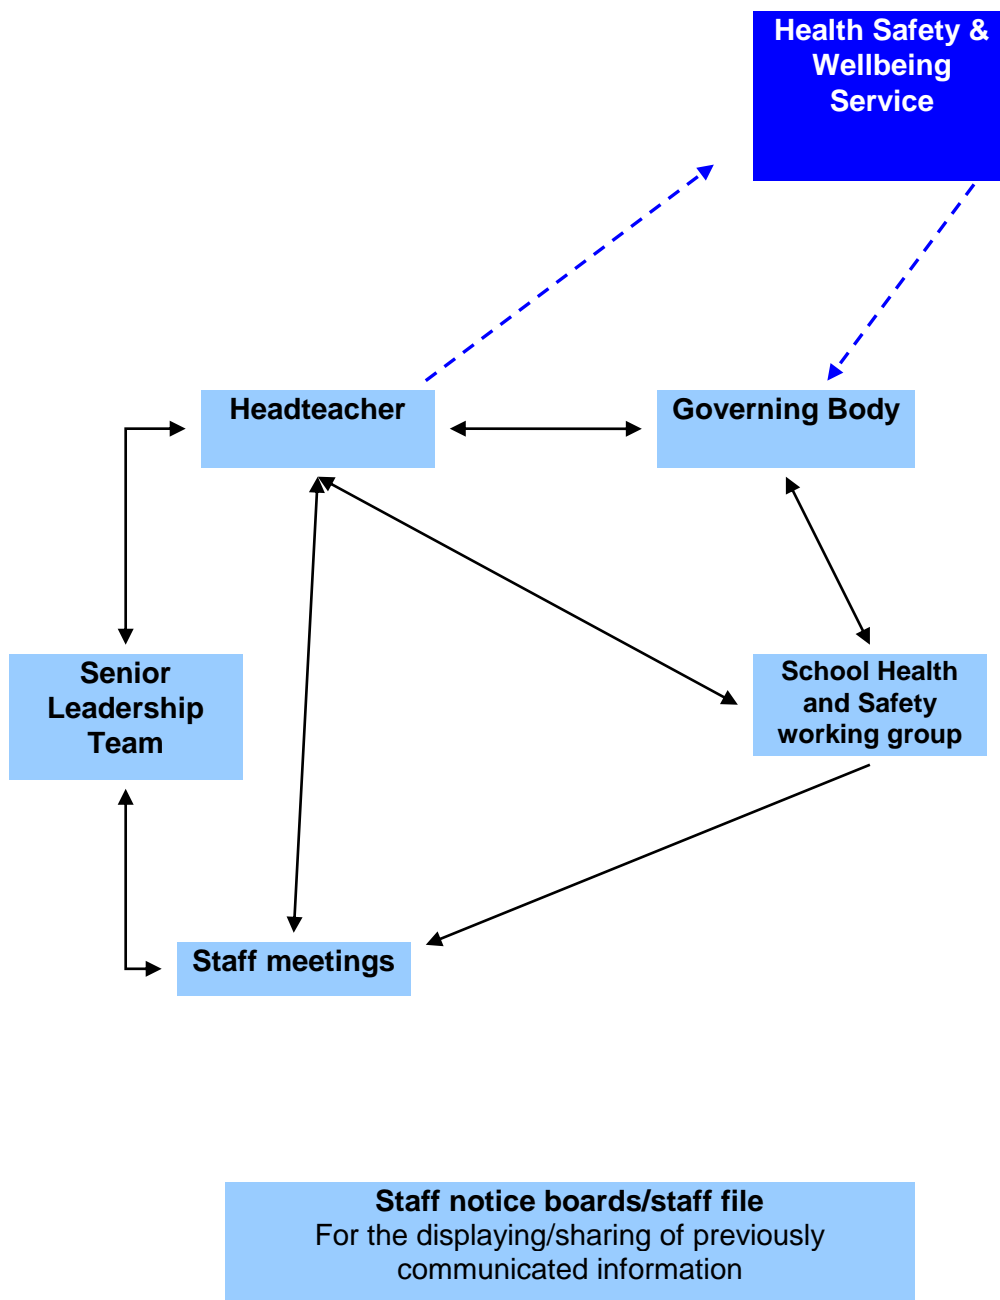 Health Safety &
Wellbeing
Service
Headteacher
Governing Body
Senior
Leadership
Team
School Health
and Safety
working group
Staff meetings
Staff notice boards/staff file
For the displaying/sharing of previously
communicated information